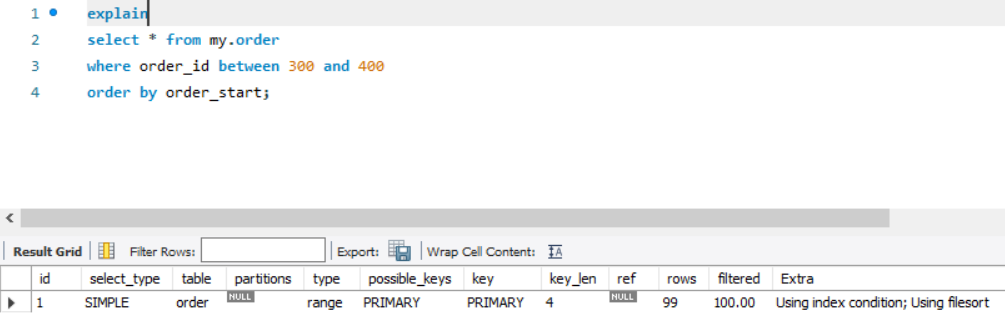 1 explain
2 select * from my.order
3 where order_id between 300 and 400
4 order by order_start;
Result Grid Filter Rows: Export: Wrap Cell Content: IA
id select_type table partitions type possible_keys key key_len ref rows filtered Extra
1 SIMPLE order NULL range PRIMARY PRIMARY 4 NULL 99 100.00 Using index condition; Using filesort